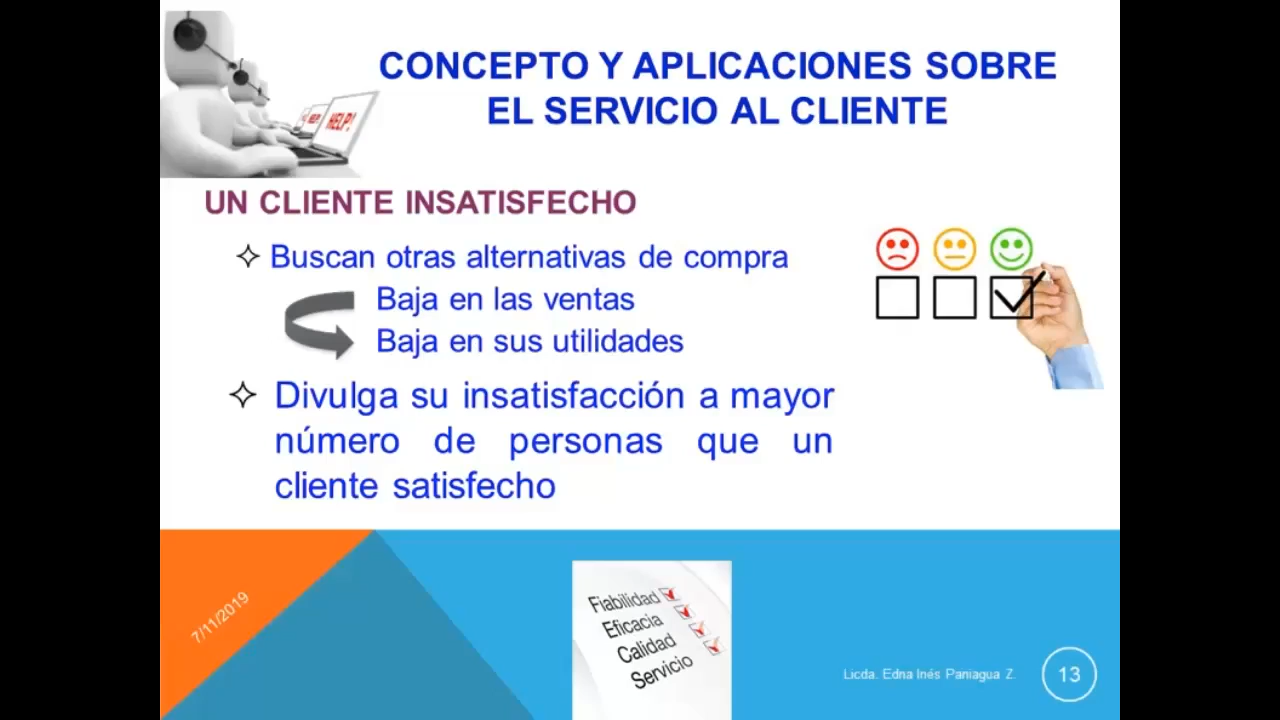 CONCEPTO Y APLICACIONES SOBRE
EL SERVICIO AL CLIENTE
HELP!
HELP!
UN CLIENTE INSATISFECHO
Buscan otras alternativas de compra
Baja en las ventas
Baja en sus utilidades
Divulga su insatisfacción a mayor
número de personas que un
cliente satisfecho
7/11/2019
Fiabilidad
Eficacia
Calidad
Servicio
Licda. Edna Inés Paniagua Z.
13